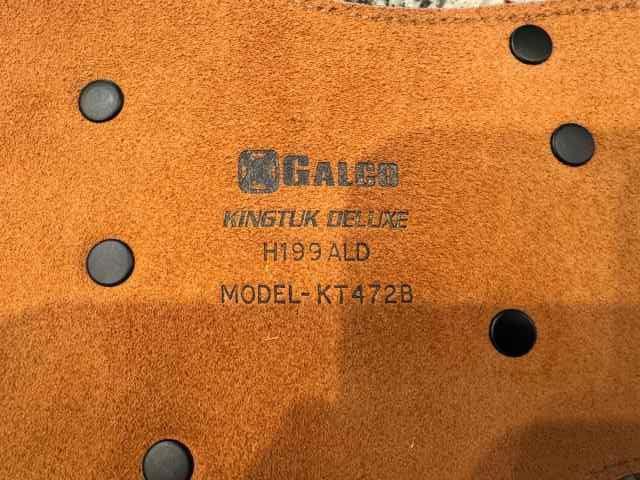 GALCO
KINGTUK DELUXE
H199ALD
MODEL-KT472B